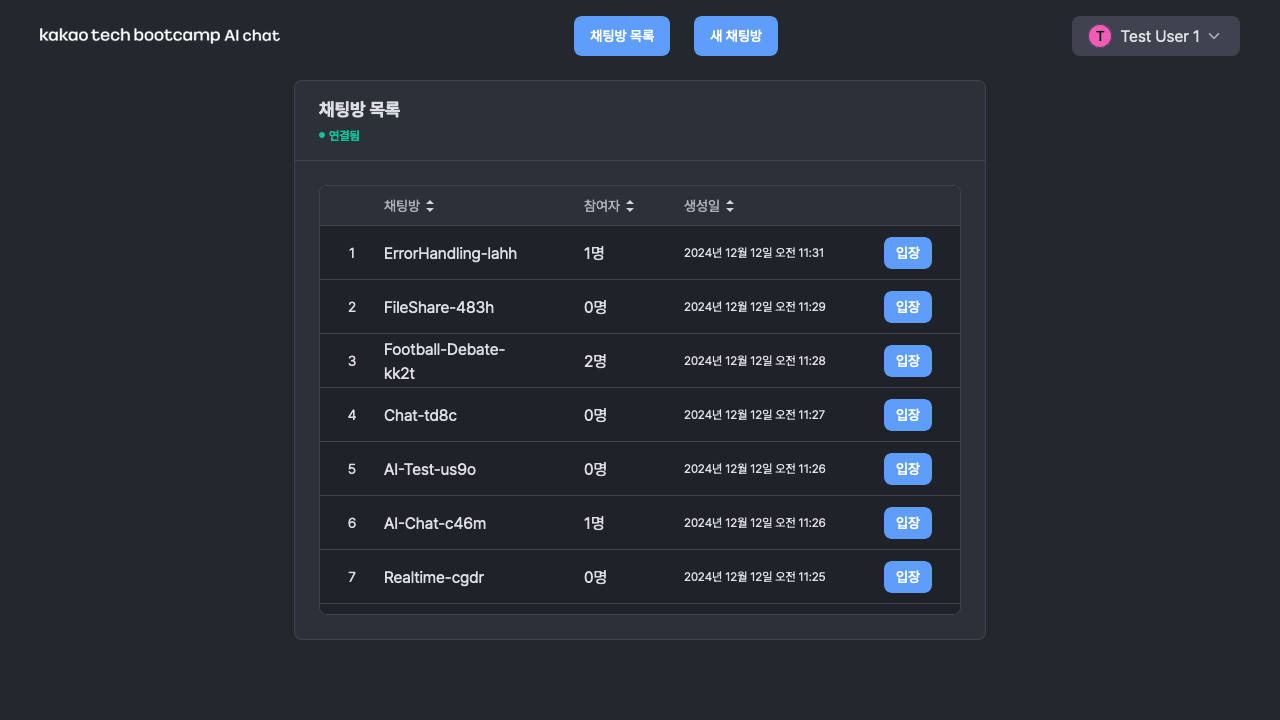 kakao tech bootcamp AI chat
채팅방 목록
새 채팅방
T Test User 1
채팅방 목록
연결됨
채팅방 참여자 생성일
1 ErrorHandling-lahh 1명 2024년 12월 12일 오전 11:31 입장
2 FileShare-483h 0명 2024년 12월 12일 오전 11:29 입장
3 Football-Debate-
kk2t 2명 2024년 12월 12일 오전 11:28 입장
4 Chat-td8c 0명 2024년 12월 12일 오전 11:27 입장
5 AI-Test-us9o 0명 2024년 12월 12일 오전 11:26 입장
6 AI-Chat-c46m 1명 2024년 12월 12일 오전 11:26 입장
7 Realtime-cgdr 0명 2024년 12월 12일 오전 11:25 입장